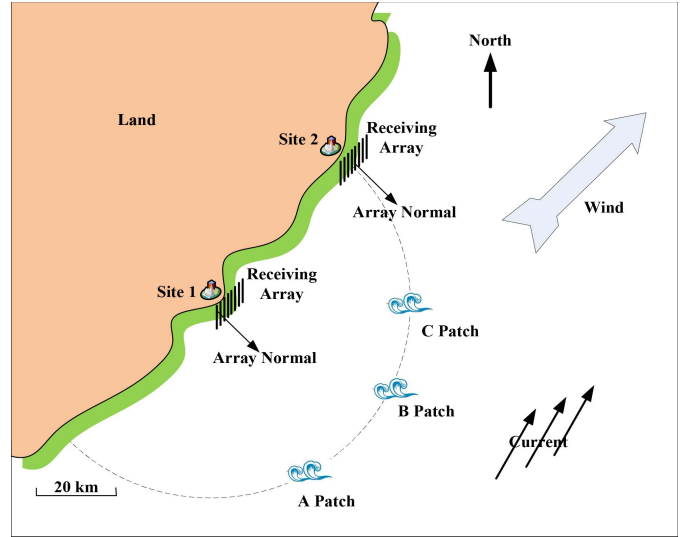 North
Land
Site 2
Receiving
Array
Array Normal
Wind
Site 1
Receiving
Array
Array Normal
C Patch
B Patch
Current
20 km
A Patch